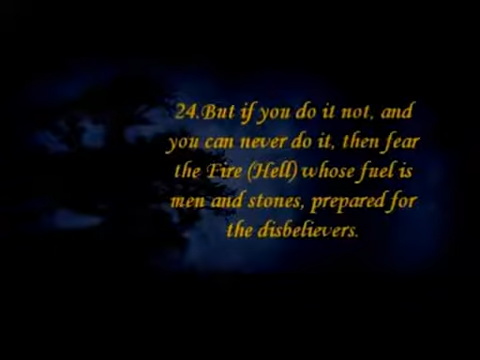 24.But if you do it not, and
you can never do it, then fear
the Fire (Hell) whose fuel is
men and stones, prepared for
the disbelievers.